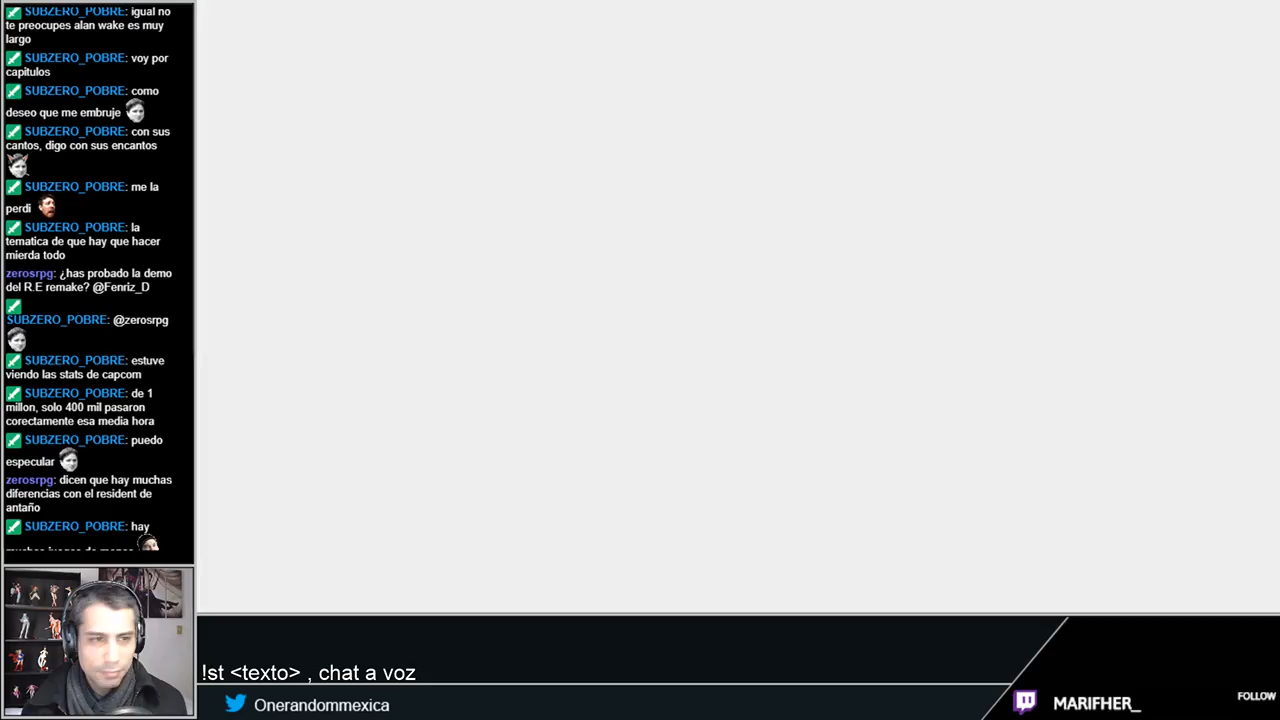 SUBZERO_POBRE: igual no
te preocupes alan wake es muy
largo
SUBZERO_POBRE: voy por
capitulos
SUBZERO_POBRE: como
deseo que me embruje
SUBZERO_POBRE: con sus
cantos, digo con sus encantos
SUBZERO_POBRE: me la
perdi
SUBZERO_POBRE: la
tematica de que hay que hacer
mierda todo
zerosrpg: ¿has probado la demo
del R.E remake? @Fenriz_D
SUBZERO_POBRE: @zerosrpg
SUBZERO_POBRE: estuve
viendo las stats de capcom
SUBZERO_POBRE: de 1
millon, solo 400 mil pasaron
corectamente esa media hora
SUBZERO_POBRE: puedo
especular
zerosrpg: dicen que hay muchas
diferencias con el resident de
antaño
SUBZERO_POBRE: hay
!st <texto> , chat a voz
Onerandommexica
MARIFHER_
FOLLOW